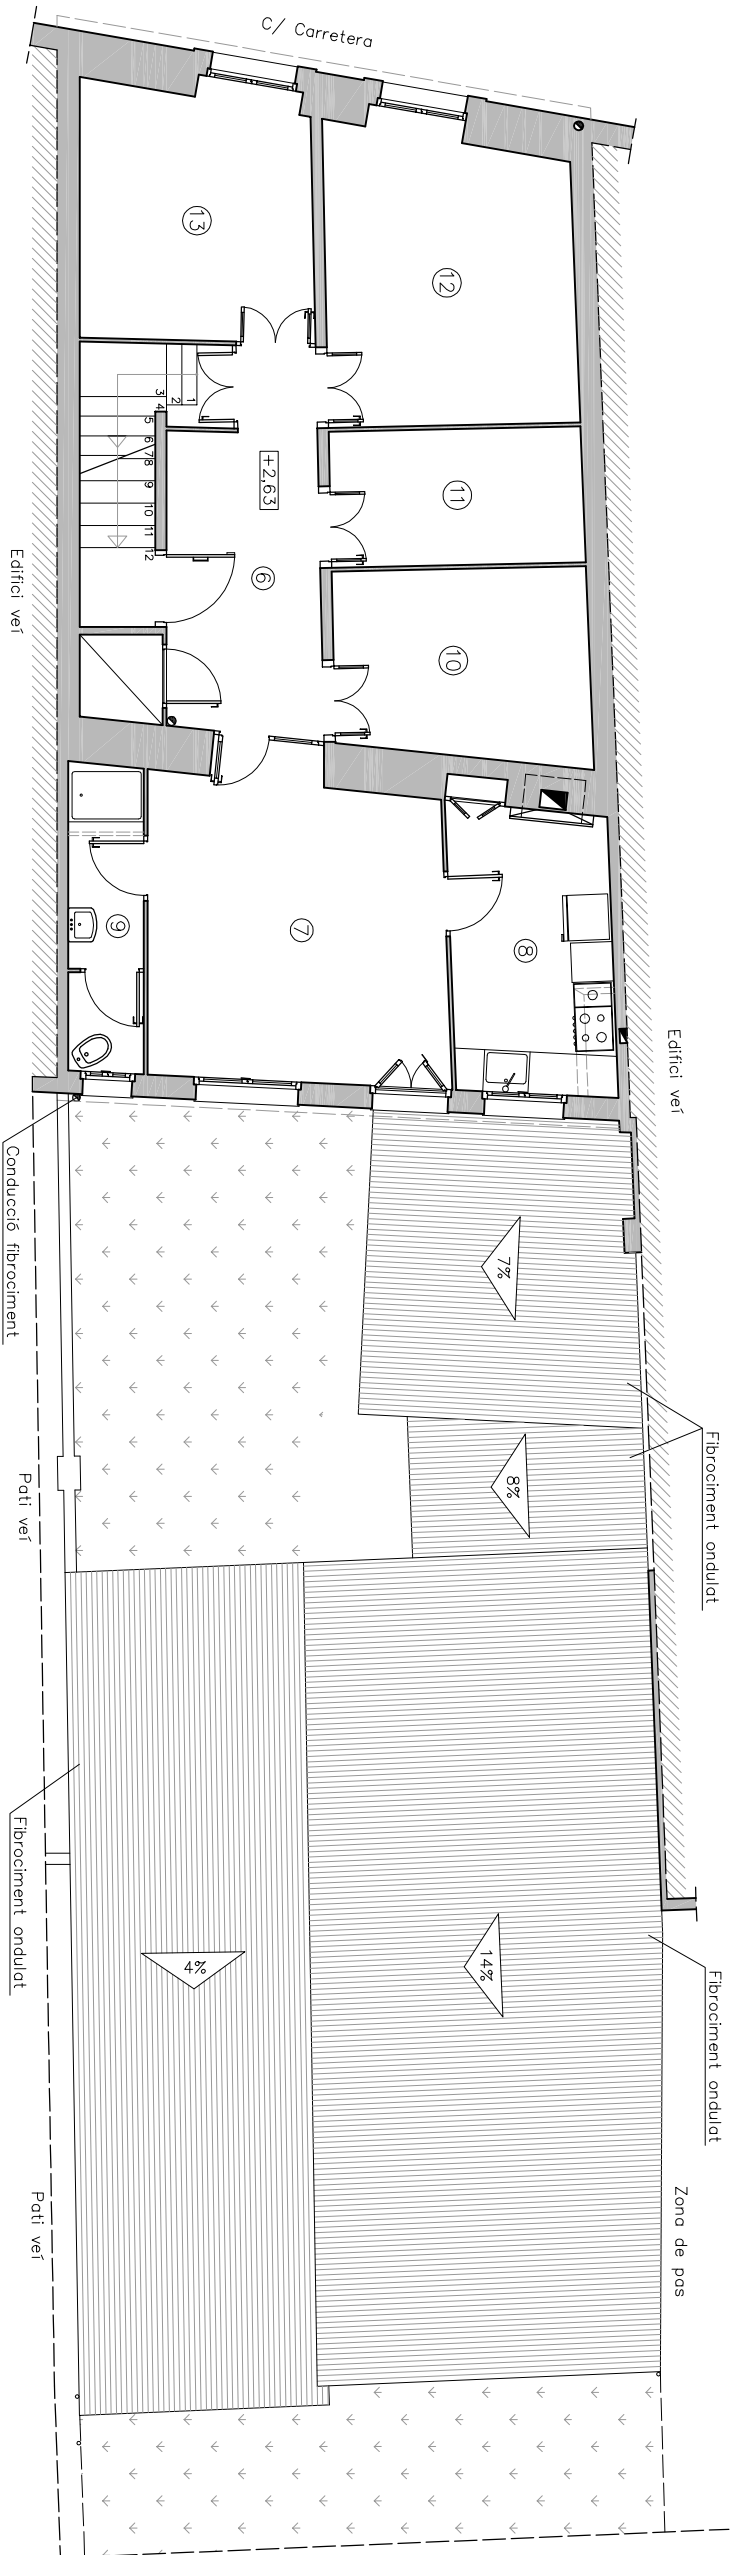 C/ Carretera
13
12
1
2
3
4
5
6
7
8
9
10
11
12
+2,63
11
6
10
Edifici veí
9
7
8
Edifici veí
Conducció fibrociment
7%
Fibrociment ondulat
8%
Pati veí
Fibrociment ondulat
4%
14%
Fibrociment ondulat
Pati veí
Zona de pas